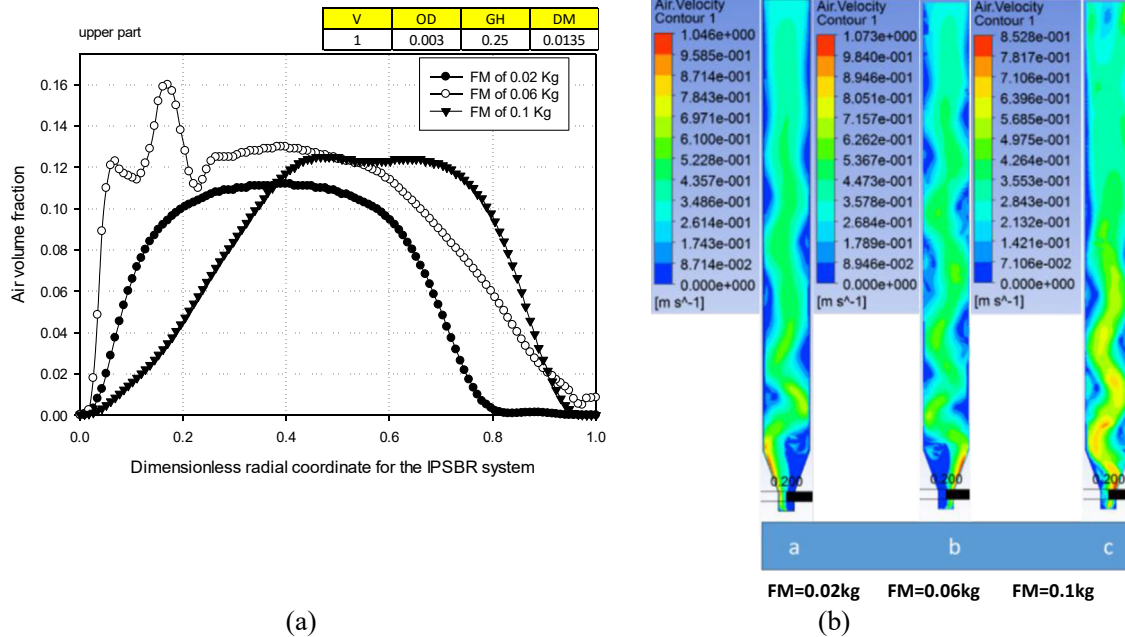 upper part
V OD GH DM
1 0.003 0.25 0.0135
FM of 0.02 Kg
FM of 0.06 Kg
FM of 0.1 Kg
Air volume fraction
0.16
0.14
0.12
0.10
0.08
0.06
0.04
0.02
0.00
0.0 0.2 0.4 0.6 0.8 1.0
Dimensionless radial coordinate for the IPSBR system
(a)
Air.Velocity
Contour 1
1.046e+000
9.585e-001
8.714e-001
7.843e-001
6.971e-001
6.100e-001
5.228e-001
4.357e-001
3.486e-001
2.614e-001
1.743e-001
8.714e-002
0.000e+000
[m s^-1]
0.200
Air.Velocity
Contour 1
1.073e+000
9.840e-001
8.946e-001
8.051e-001
7.157e-001
6.262e-001
5.367e-001
4.473e-001
3.578e-001
2.684e-001
1.789e-001
8.946e-002
0.000e+000
[m s^-1]
0.200
Air.Velocity
Contour 1
8.528e-001
7.817e-001
7.106e-001
6.396e-001
5.685e-001
4.975e-001
4.264e-001
3.553e-001
2.843e-001
2.132e-001
1.421e-001
7.106e-002
0.000e+000
[m s^-1]
0.200
a b c
FM=0.02kg FM=0.06kg FM=0.1kg
(b)